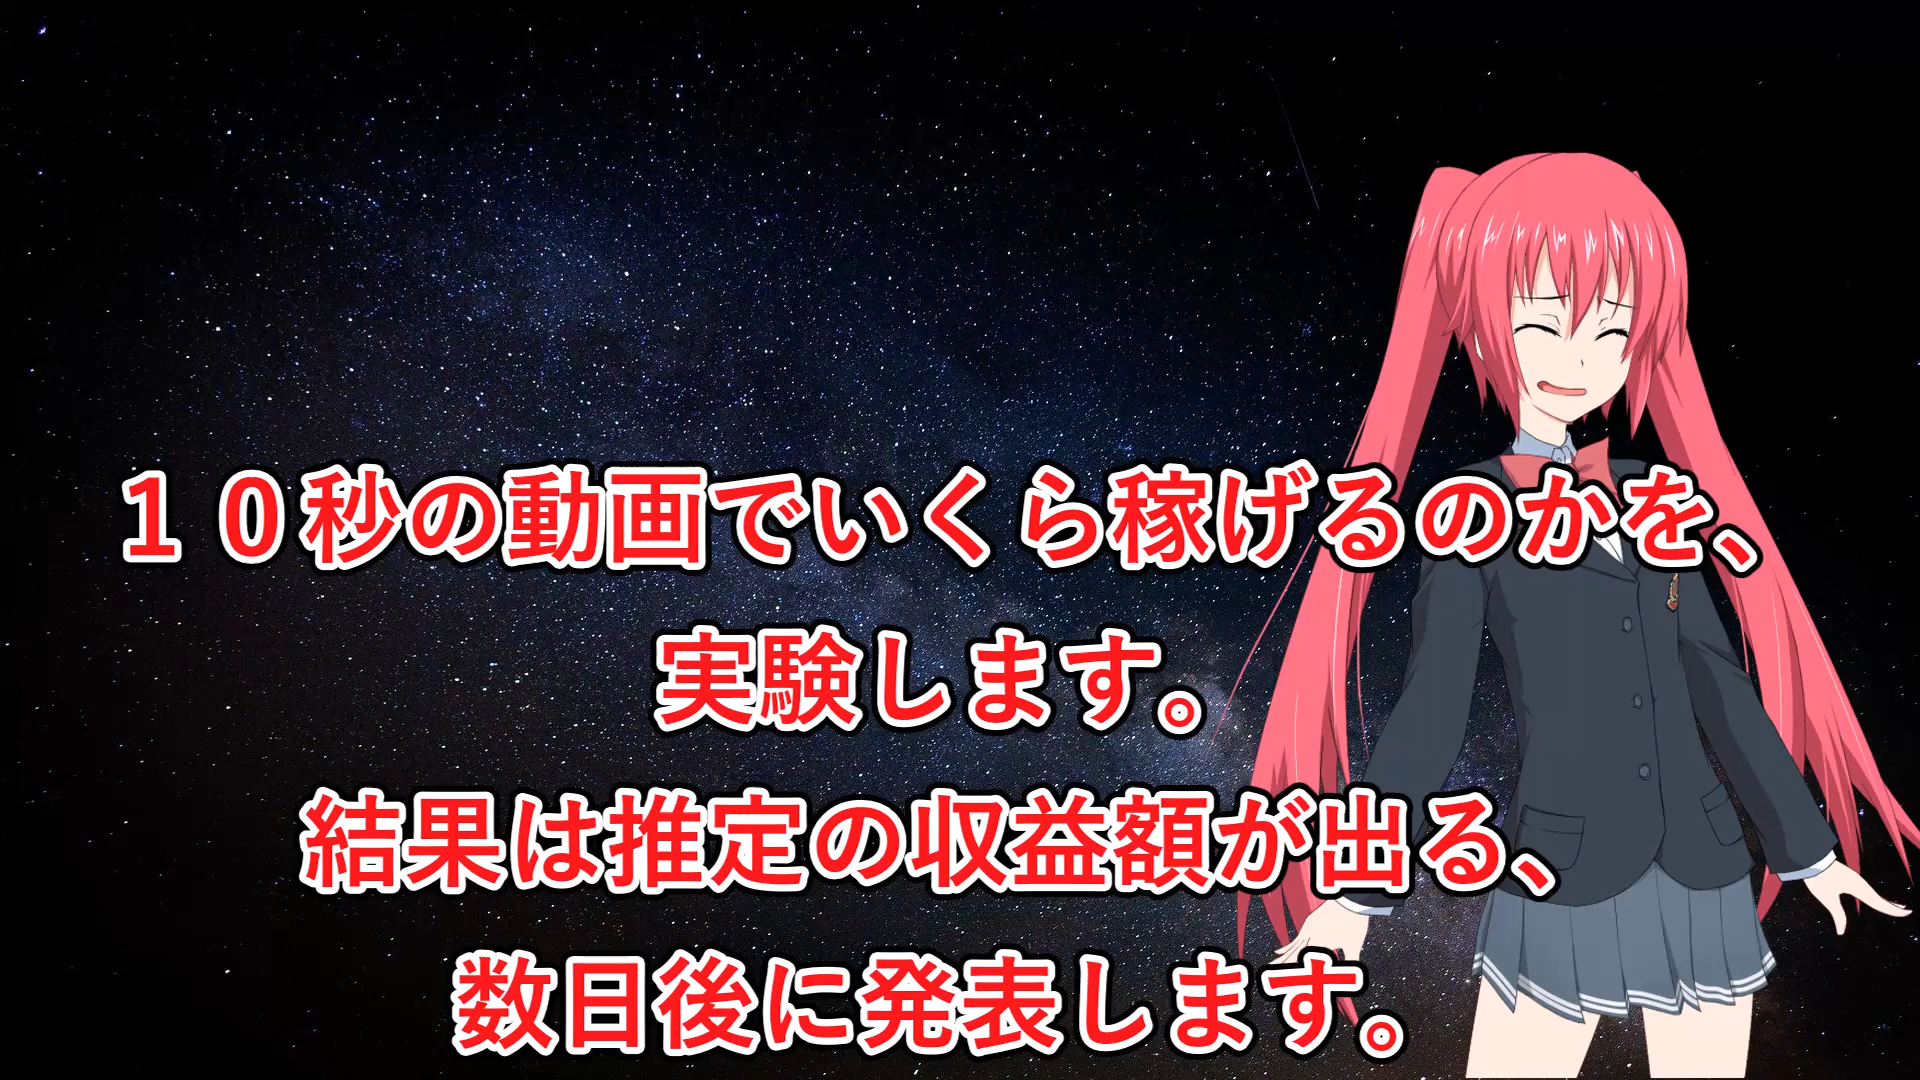 １０秒の動画でいくら稼げるのかを、
実験します。
結果は推定の収益額が出る、
数日後に発表します。